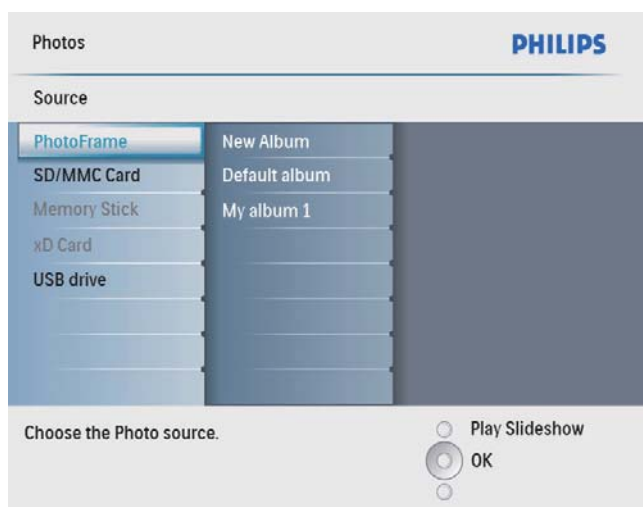 Photos
PHILIPS
Source
PhotoFrame
New Album
SD/MMC Card
Default album
Memory Stick
My album 1
xD Card
USB drive
Choose the Photo source.
Play Slideshow
OK